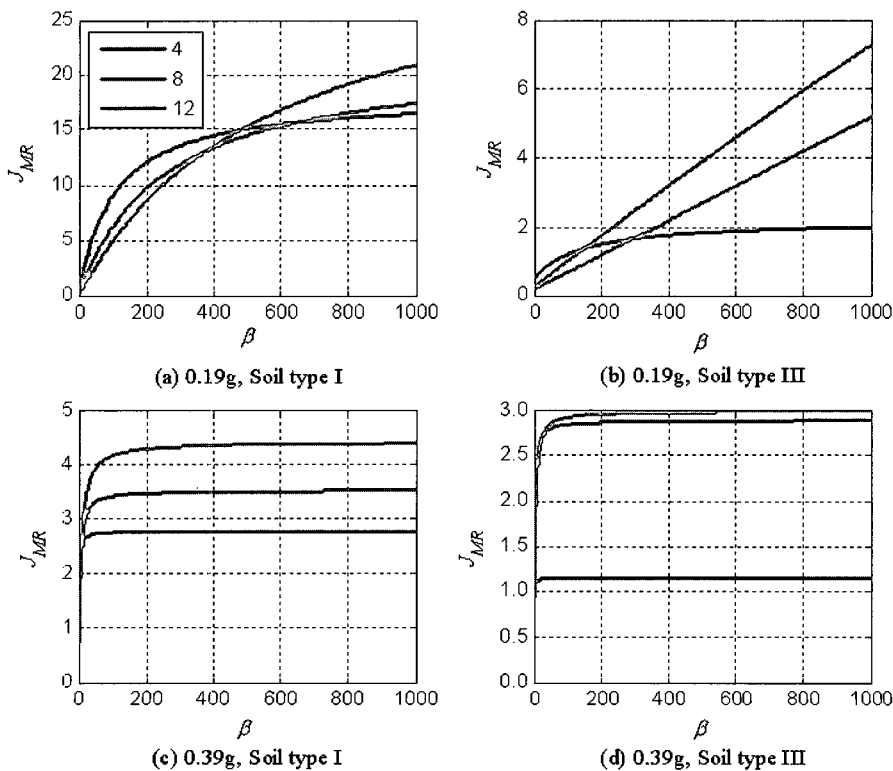 25
20
15
10
5
0
J_MR
4
8
12
0 200 400 600 800 1000
β
(a) 0.19g, Soil type I
8
6
4
2
0
J_MR
0 200 400 600 800 1000
β
(b) 0.19g, Soil type III
5
4
3
2
1
0
J_MR
0 200 400 600 800 1000
β
(c) 0.39g, Soil type I
3.0
2.5
2.0
1.5
1.0
0.5
0.0
J_MR
0 200 400 600 800 1000
β
(d) 0.39g, Soil type III